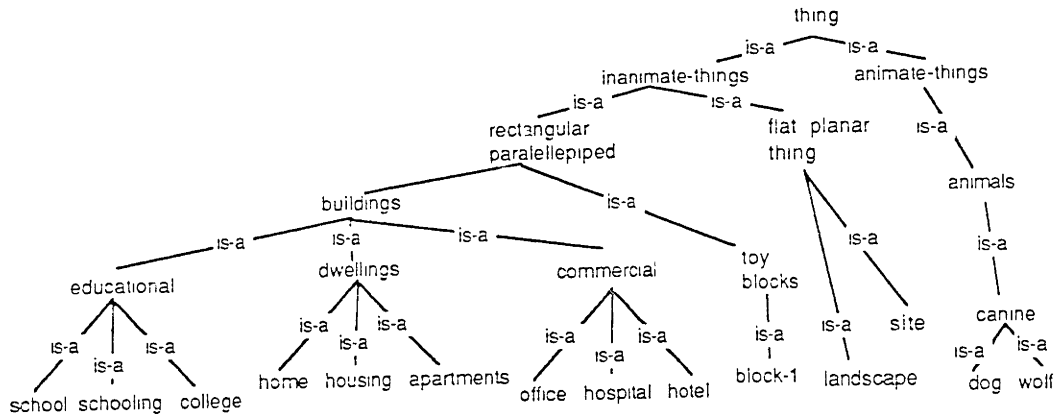 thing
is-a is-a
inanimate-things animate-things
is-a is-a is-a
rectangular flat planar
paralellepiped thing
animals
buildings is-a
is-a is-a is-a is-a is-a
dwellings commercial toy
educational blocks
canine
is-a is-a is-a is-a is-a is-a site
is-a is-a is-a is-a is-a is-a is-a
home housing apartments office hospital hotel block-1 landscape dog wolf
school schooling college